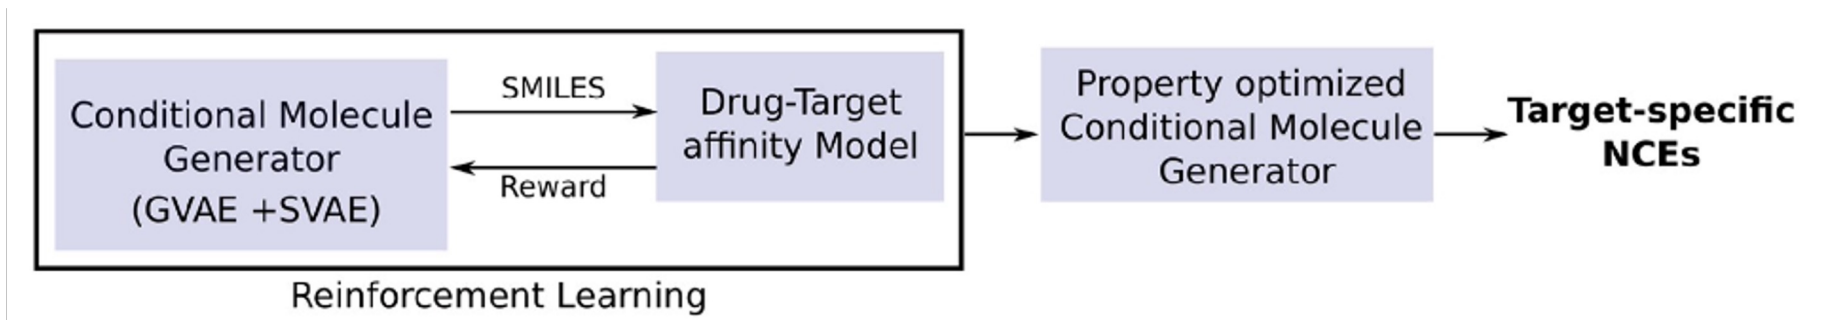 Conditional Molecule
Generator
(GVAE +SVAE)
SMILES
Reward
Drug-Target
affinity Model
Reinforcement Learning
Property optimized
Conditional Molecule
Generator
Target-specific
NCEs